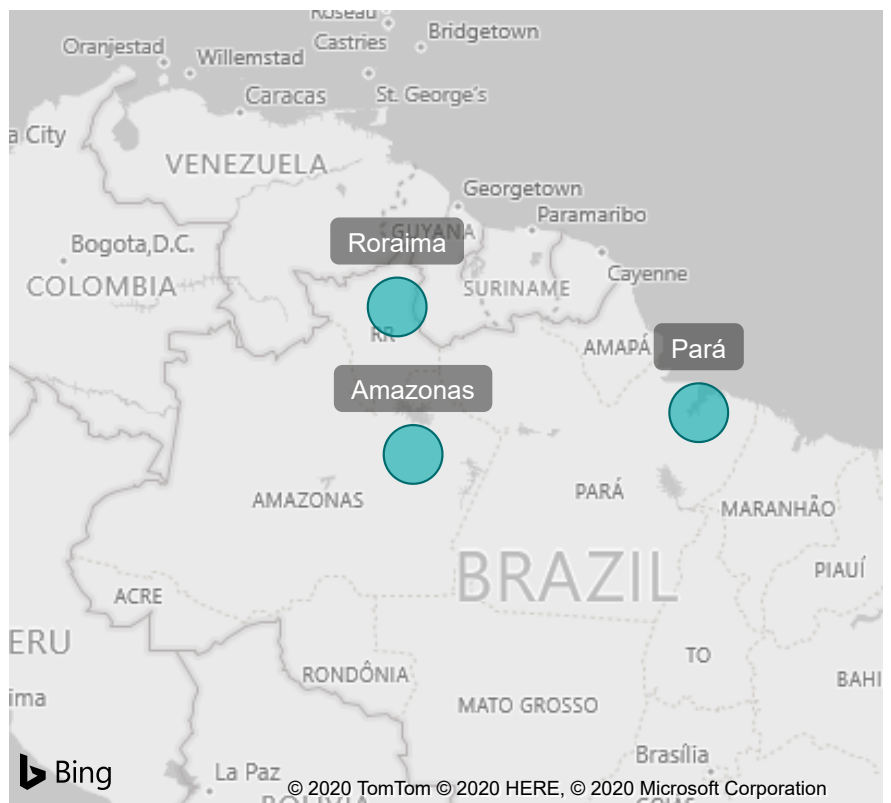 Roseau
Oranjestad
Willemstad
Castries
Bridgetown
Caracas
St. George's
a City
VENEZUELA
Georgetown
Paramaribo
Bogota,D.C.
Roraima
GUYANA
COLOMBIA
SURINAME
Cayenne
RR
AMAPÁ
Pará
Amazonas
AMAZONAS
PARÁ
MARANHÃO
BRAZIL
PIAUÍ
ACRE
ERU
TO
RONDÔNIA
BAHI
ima
MATO GROSSO
Brasília
Bing
La Paz
© 2020 TomTom © 2020 HERE, © 2020 Microsoft Corporation
BOLIVIA
GOIÁS